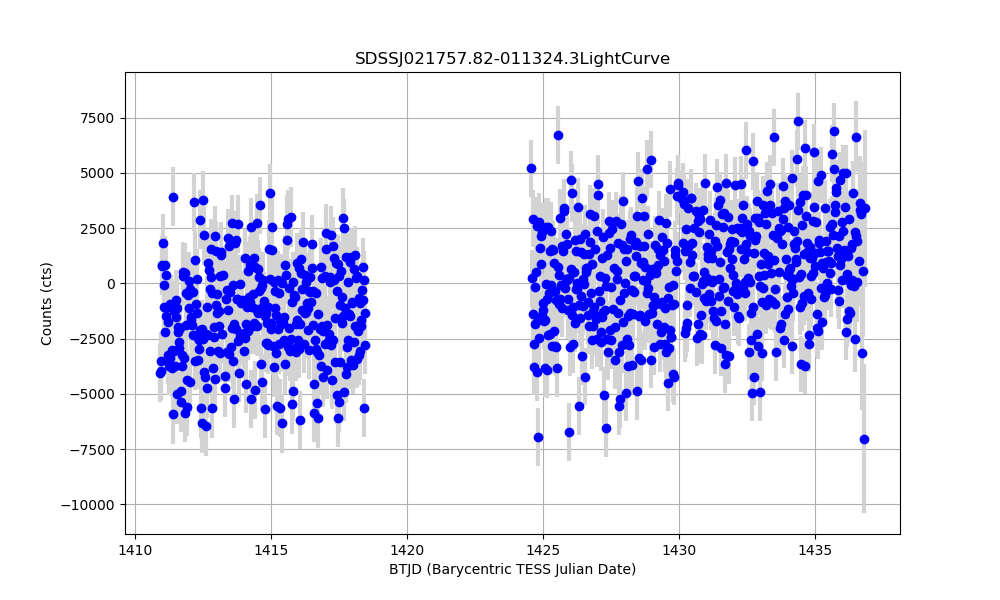 SDSSJ021757.82-011324.3LightCurve
7500
5000
2500
0
−2500
−5000
−7500
−10000
Counts (cts)
1410 1415 1420 1425 1430 1435
BTJD (Barycentric TESS Julian Date)